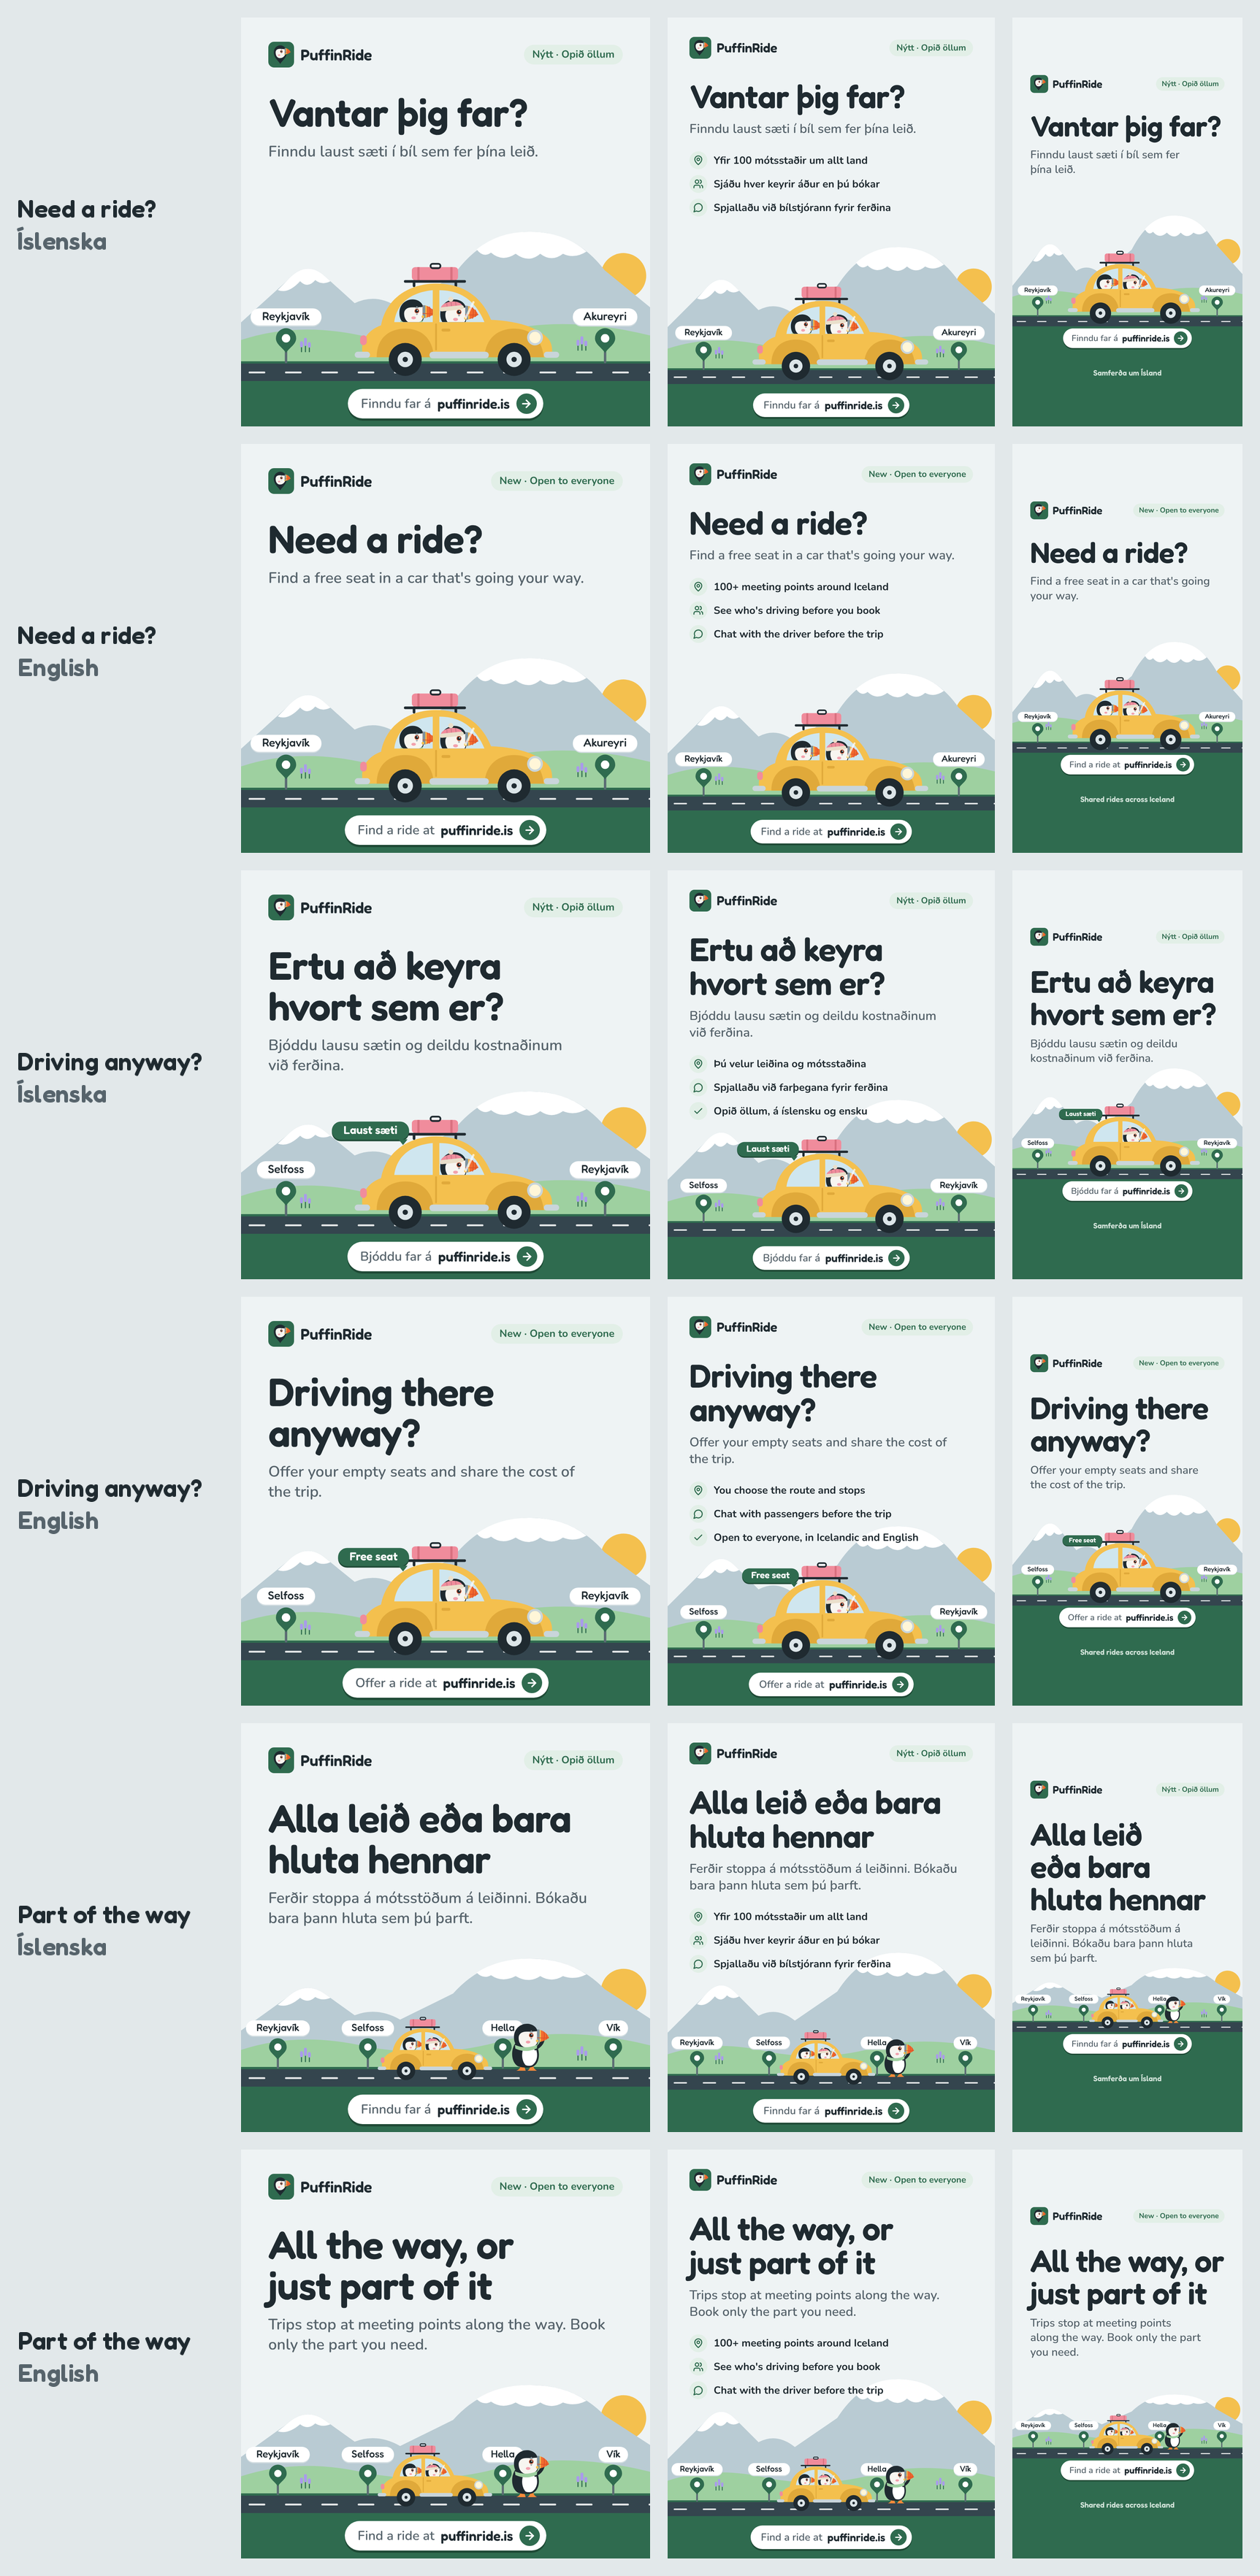 Need a ride?
Íslenska
PuffinRide
Nýtt · Opið öllum
Vantar þig far?
Finndu laust sæti í bíl sem fer þína leið.
Reykjavík
Akureyri
Finndu far á puffinride.is
PuffinRide
Nýtt · Opið öllum
Vantar þig far?
Finndu laust sæti í bíl sem fer þína leið.
Yfir 100 mótsstaðir um allt land
Sjáðu hver keyrir áður en þú bókar
Spjallaðu við bílstjórann fyrir ferðina
Reykjavík
Akureyri
Finndu far á puffinride.is
PuffinRide
Nýtt · Opið öllum
Vantar þig far?
Finndu laust sæti í bíl sem fer
þína leið.
Reykjavík
Akureyri
Finndu far á puffinride.is
Samferða um Ísland
Need a ride?
English
PuffinRide
New · Open to everyone
Need a ride?
Find a free seat in a car that's going your way.
Reykjavík
Akureyri
Find a ride at puffinride.is
PuffinRide
New · Open to everyone
Need a ride?
Find a free seat in a car that's going your way.
100+ meeting points around Iceland
See who's driving before you book
Chat with the driver before the trip
Reykjavík
Akureyri
Find a ride at puffinride.is
PuffinRide
New · Open to everyone
Need a ride?
Find a free seat in a car that's going
your way.
Reykjavík
Akureyri
Find a ride at puffinride.is
Shared rides across Iceland
Driving anyway?
Íslenska
PuffinRide
Nýtt · Opið öllum
Ertu að keyra
hvort sem er?
Bjóddu lausu sætin og deildu kostnaðinum
við ferðina.
Laust sæti
Selfoss
Reykjavík
Bjóddu far á puffinride.is
PuffinRide
Nýtt · Opið öllum
Ertu að keyra
hvort sem er?
Bjóddu lausu sætin og deildu kostnaðinum
við ferðina.
Þú velur leiðina og mótsstaðina
Spjallaðu við farþegana fyrir ferðina
Opið öllum, á íslensku og ensku
Laust sæti
Selfoss
Reykjavík
Bjóddu far á puffinride.is
PuffinRide
Nýtt · Opið öllum
Ertu að keyra
hvort sem er?
Bjóddu lausu sætin og deildu
kostnaðinum við ferðina.
Laust sæti
Selfoss
Reykjavík
Bjóddu far á puffinride.is
Samferða um Ísland
Driving anyway?
English
PuffinRide
New · Open to everyone
Driving there
anyway?
Offer your empty seats and share the cost of
the trip.
Free seat
Selfoss
Reykjavík
Offer a ride at puffinride.is
PuffinRide
New · Open to everyone
Driving there
anyway?
Offer your empty seats and share the cost of
the trip.
You choose the route and stops
Chat with passengers before the trip
Open to everyone, in Icelandic and English
Free seat
Selfoss
Reykjavík
Offer a ride at puffinride.is
PuffinRide
New · Open to everyone
Driving there
anyway?
Offer your empty seats and share
the cost of the trip.
Free seat
Selfoss
Reykjavík
Offer a ride at puffinride.is
Shared rides across Iceland
Part of the way
Íslenska
PuffinRide
Nýtt · Opið öllum
Alla leið eða bara
hluta hennar
Ferðir stoppa á mótsstöðum á leiðinni. Bókaðu
bara þann hluta sem þú þarft.
Reykjavík
Selfoss
Hella
Vík
Finndu far á puffinride.is
PuffinRide
Nýtt · Opið öllum
Alla leið eða bara
hluta hennar
Ferðir stoppa á mótsstöðum á leiðinni. Bókaðu
bara þann hluta sem þú þarft.
Yfir 100 mótsstaðir um allt land
Sjáðu hver keyrir áður en þú bókar
Spjallaðu við bílstjórann fyrir ferðina
Reykjavík
Selfoss
Hella
Vík
Finndu far á puffinride.is
PuffinRide
Nýtt · Opið öllum
Alla leið
eða bara
hluta hennar
Ferðir stoppa á mótsstöðum á
leiðinni. Bókaðu bara þann hluta
sem þú þarft.
Reykjavík
Selfoss
Hella
Vík
Finndu far á puffinride.is
Samferða um Ísland
Part of the way
English
PuffinRide
New · Open to everyone
All the way, or
just part of it
Trips stop at meeting points along the way. Book
only the part you need.
Reykjavík
Selfoss
Hella
Vík
Find a ride at puffinride.is
PuffinRide
New · Open to everyone
All the way, or
just part of it
Trips stop at meeting points along the way.
Book only the part you need.
100+ meeting points around Iceland
See who's driving before you book
Chat with the driver before the trip
Reykjavík
Selfoss
Hella
Vík
Find a ride at puffinride.is
PuffinRide
New · Open to everyone
All the way, or
just part of it
Trips stop at meeting points
along the way. Book only the part
you need.
Reykjavík
Selfoss
Hella
Vík
Find a ride at puffinride.is
Shared rides across Iceland